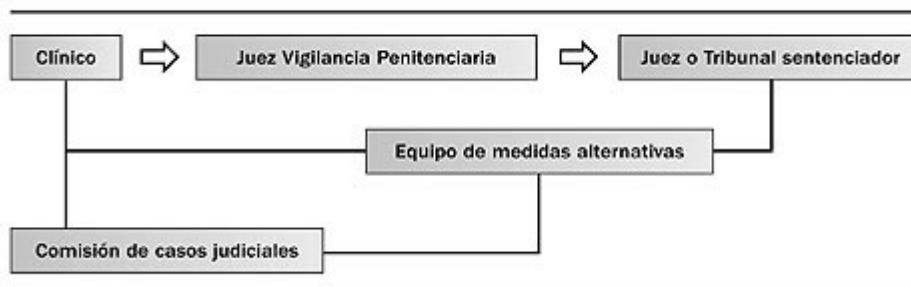 Clínico
Juez Vigilancia Penitenciaria
Juez o Tribunal sentenciador
Equipo de medidas alternativas
Comisión de casos judiciales